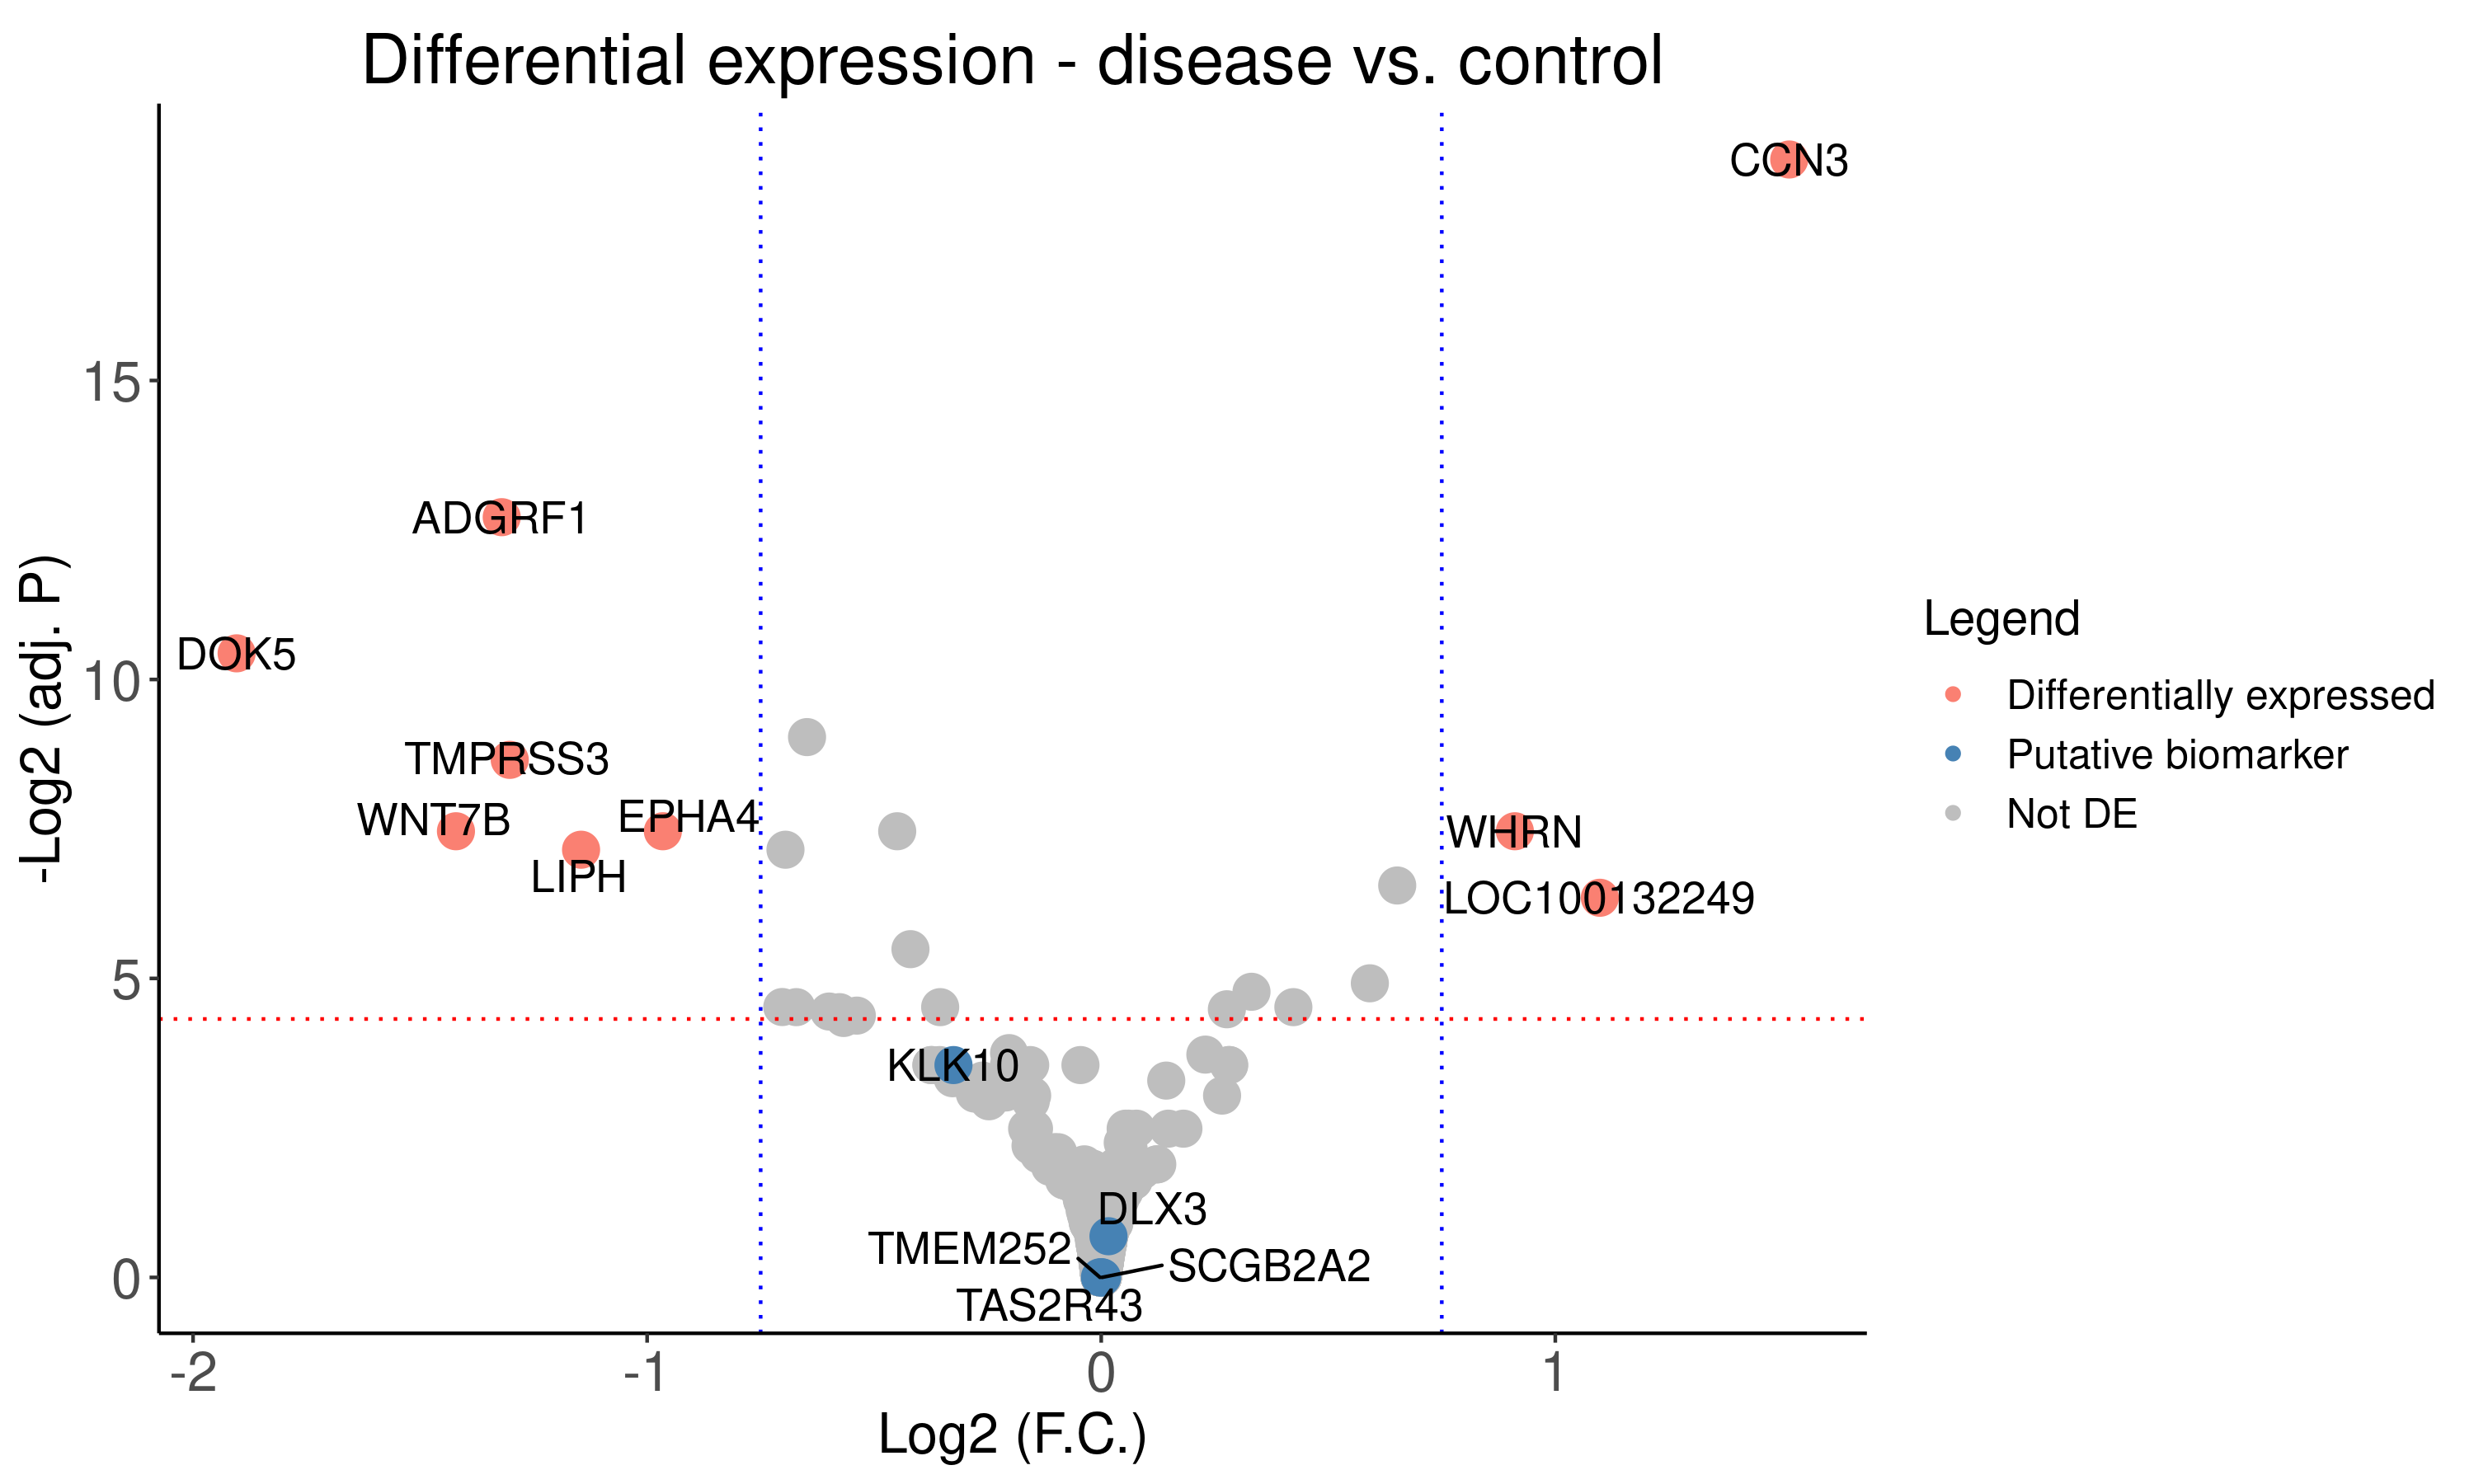 Differential expression - disease vs. control
CCN3
15
ADGRF1
DOK5
10
-Log2 (adj. P)
TMPRSS3
WNT7B
EPHA4
LIPH
WHRN
LOC100132249
5
KLK10
DLX3
TMEM252
SCGB2A2
TAS2R43
0
-2
-1
0
1
Log2 (F.C.)
Legend
Differentially expressed
Putative biomarker
Not DE